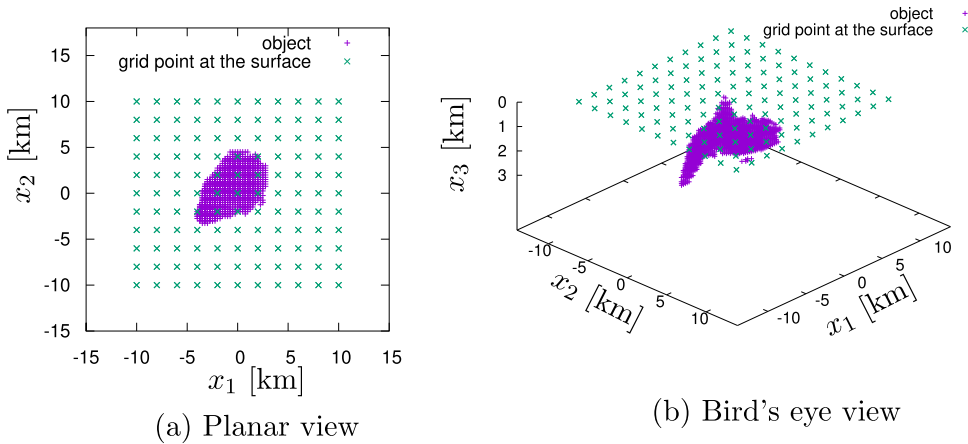 object
grid point at the surface
15
10
5
0
-5
-10
-15
x2 [km]
-15 -10 -5 0 5 10 15
x1 [km]
(a) Planar view
object
grid point at the surface
0
1
2
3
x3 [km]
-10 -5 0 5 10
x2 [km]
-10 -5 0 5 10
x1 [km]
(b) Bird's eye view